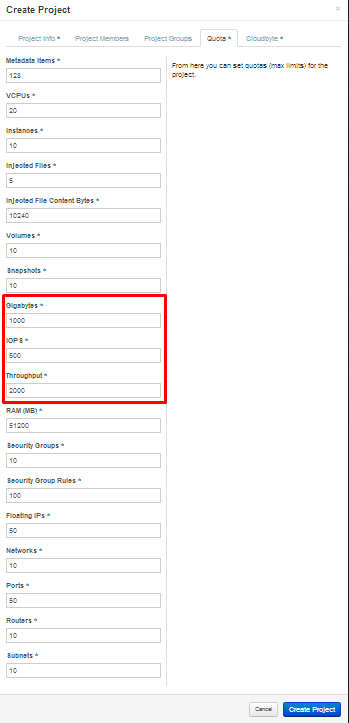 Create Project
×
Project Info *
Project Members
Project Groups
Quota *
Cloudbyte *
Metadata Items *
128
From here you can set quotas (max limits) for the
project.
VCPUs *
20
Instances *
10
Injected Files *
5
Injected File Content Bytes *
10240
Volumes *
10
Snapshots *
10
Gigabytes *
1000
IOPS *
500
Throughput *
2000
RAM (MB) *
51200
Security Groups *
10
Security Group Rules *
100
Floating IPs *
50
Networks *
10
Ports *
50
Routers *
10
Subnets *
10
Cancel
Create Project